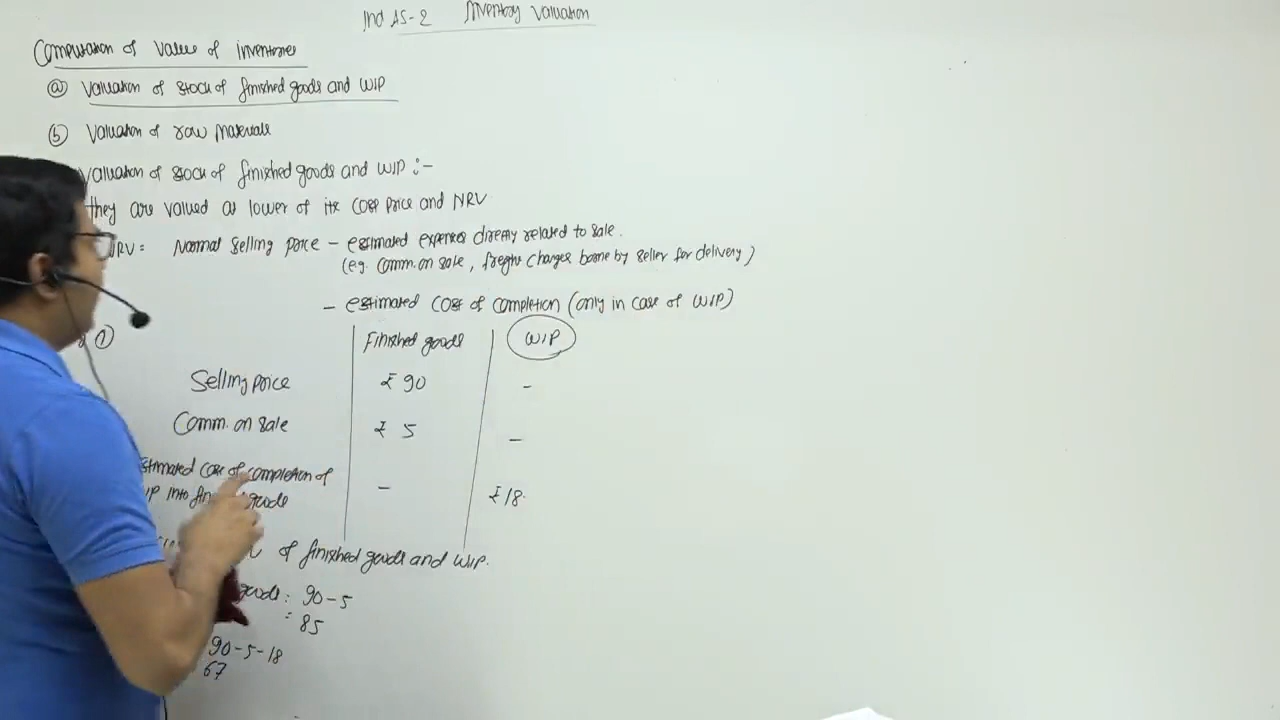 Ind AS-2 Inventory Valuation
Computation of value of inventories
(a) Valuation of stock of finished goods and WIP
(b) Valuation of raw materials
Valuation of stock of finished goods and WIP :-
they are valued at lower of its cost price and NRV
NRV = Normal selling price - estimated expenses directly related to sale.
(eg. comm. on sale, freight charges borne by seller for delivery)
- estimated cost of completion (only in case of WIP)
① Finished goods WIP
Selling price ₹ 90 -
Comm. on sale ₹ 5 -
estimated cost of completion of - ₹ 18
into goods
of finished goods and WIP.
goods : 90-5
= 85
90-5-18
67